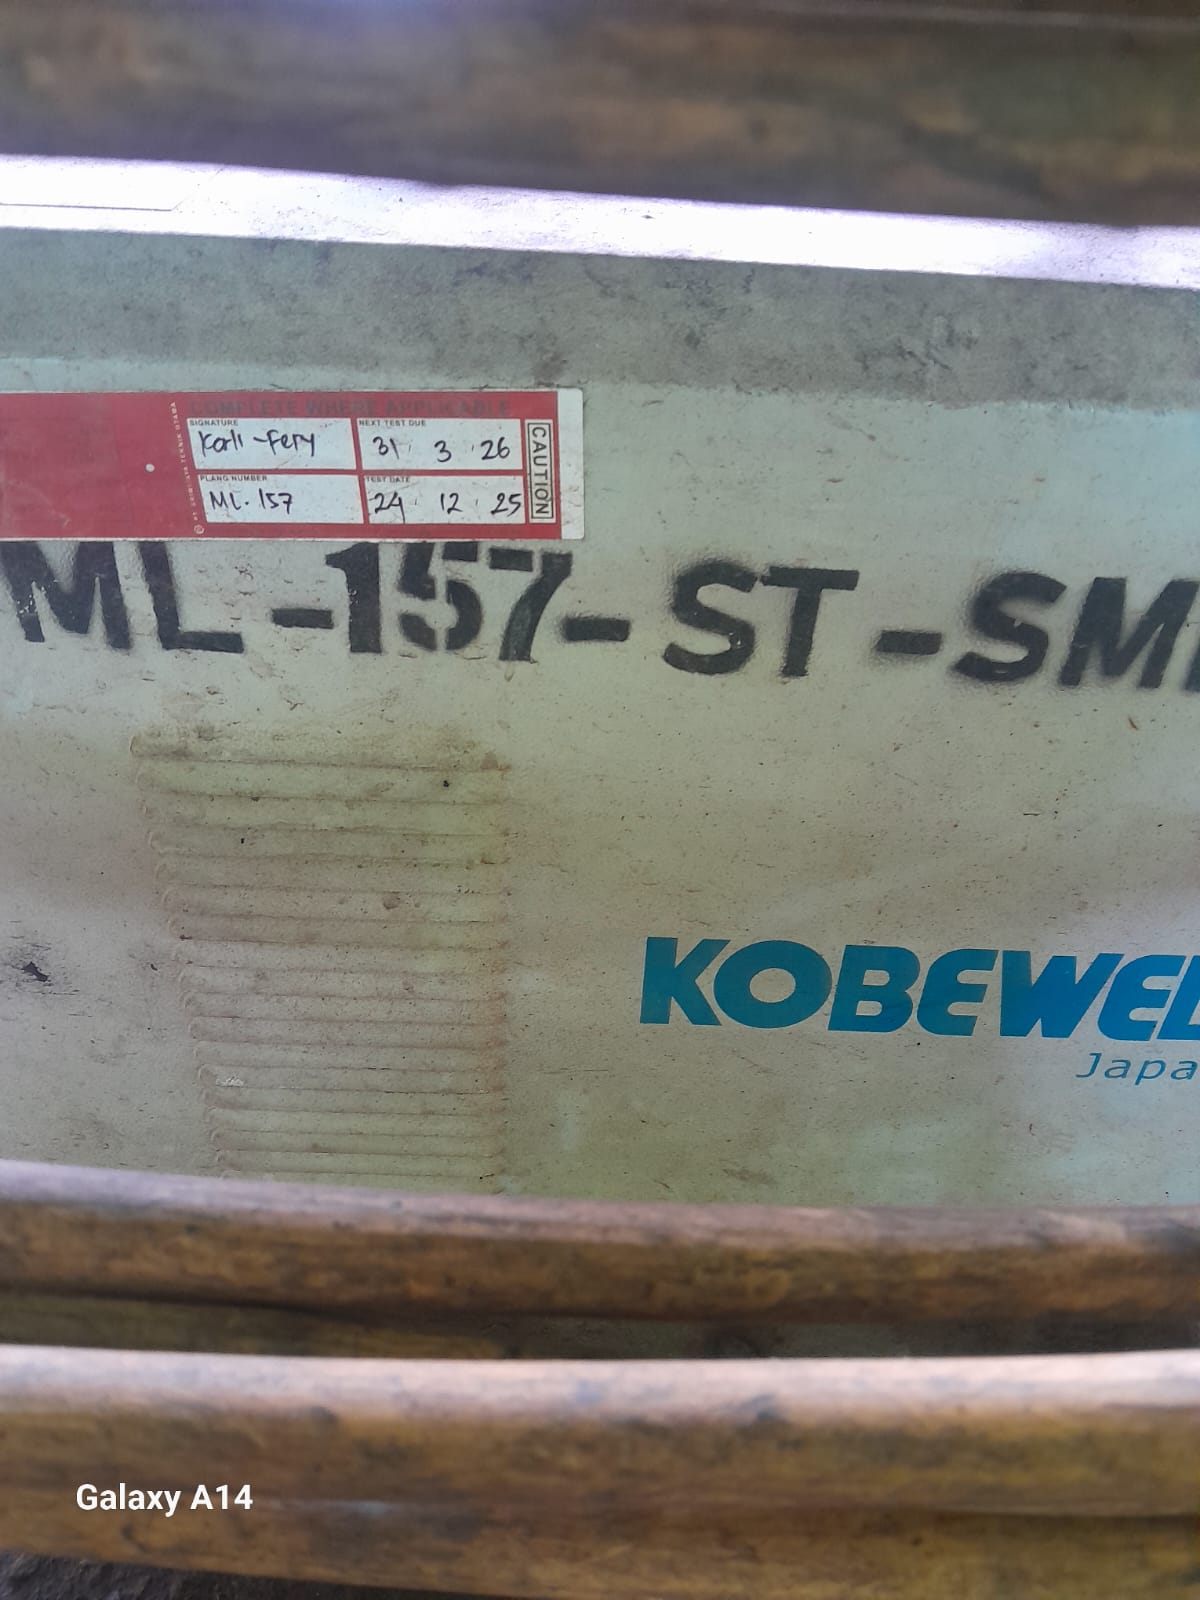 COMPLETE WHERE APPLICABLE
SIGNATURE
Karli-Fery
NEXT TEST DUE
31 3 26
PLANG NUMBER
ML.157
TEST DATE
24 12 25
CAUTION
ML-157-ST-SM
KOBEWEL
Japa
Galaxy A14